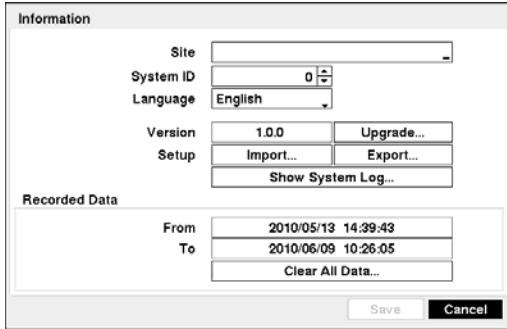 Information
Site
System ID 0
Language English
Version 1.0.0 Upgrade...
Setup Import... Export...
Show System Log...
Recorded Data
From 2010/05/13 14:39:43
To 2010/06/09 10:26:05
Clear All Data...
Save Cancel